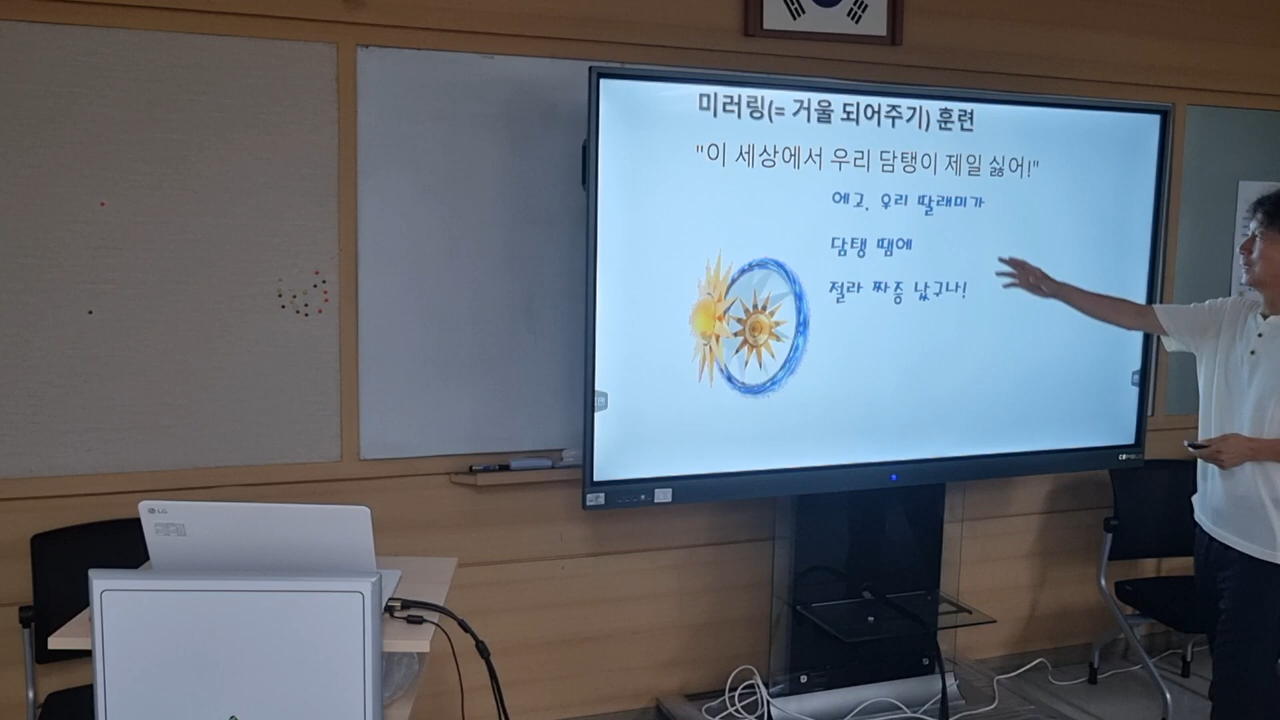 미러링(= 거울 되어주기) 훈련
"이 세상에서 우리 담탱이 제일 싫어!"
에고, 우리 딸래미가
담탱 땜에
절라 짜증 났구나!
LG